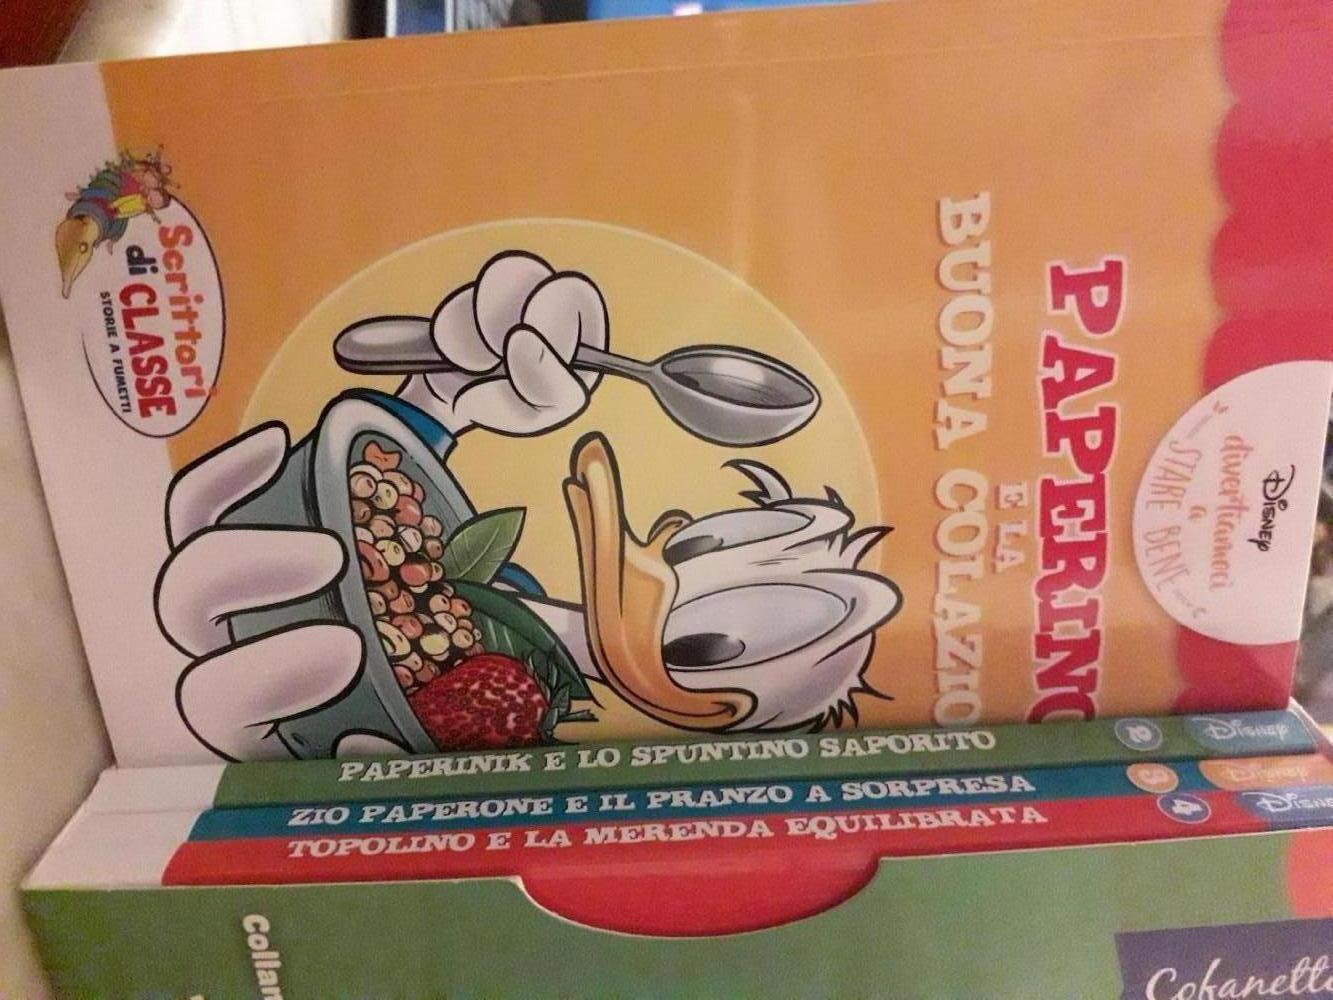 Disney
divertiamoci
a
STARE BENE
PAPERINO
E LA
BUONA COLAZIO
Scrittori
di CLASSE
STORIE A FUMETTI
PAPERINIK E LO SPUNTINO SAPORITO
2
Disney
ZIO PAPERONE E IL PRANZO A SORPRESA
3
Disney
TOPOLINO E LA MERENDA EQUILIBRATA
4
Disney
Cofanetto
Collan